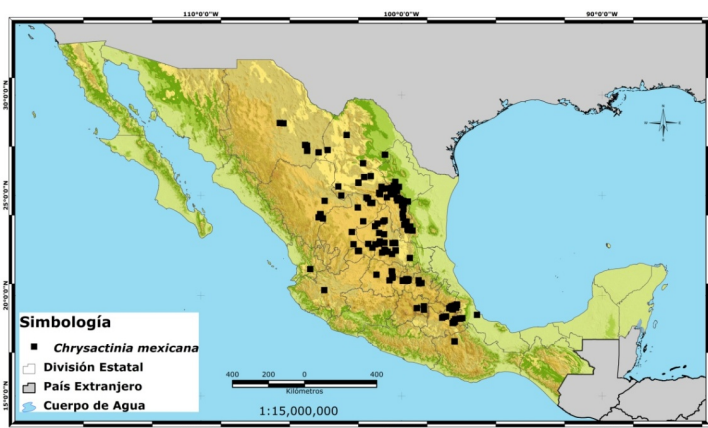 110°0'0"W
100°0'0"W
90°0'0"W
30°0'0"N
25°0'0"N
20°0'0"N
15°0'0"N
Simbología
Chrysactinia mexicana
División Estatal
País Extranjero
Cuerpo de Agua
400 200 0 400
Kilómetros
1:15,000,000